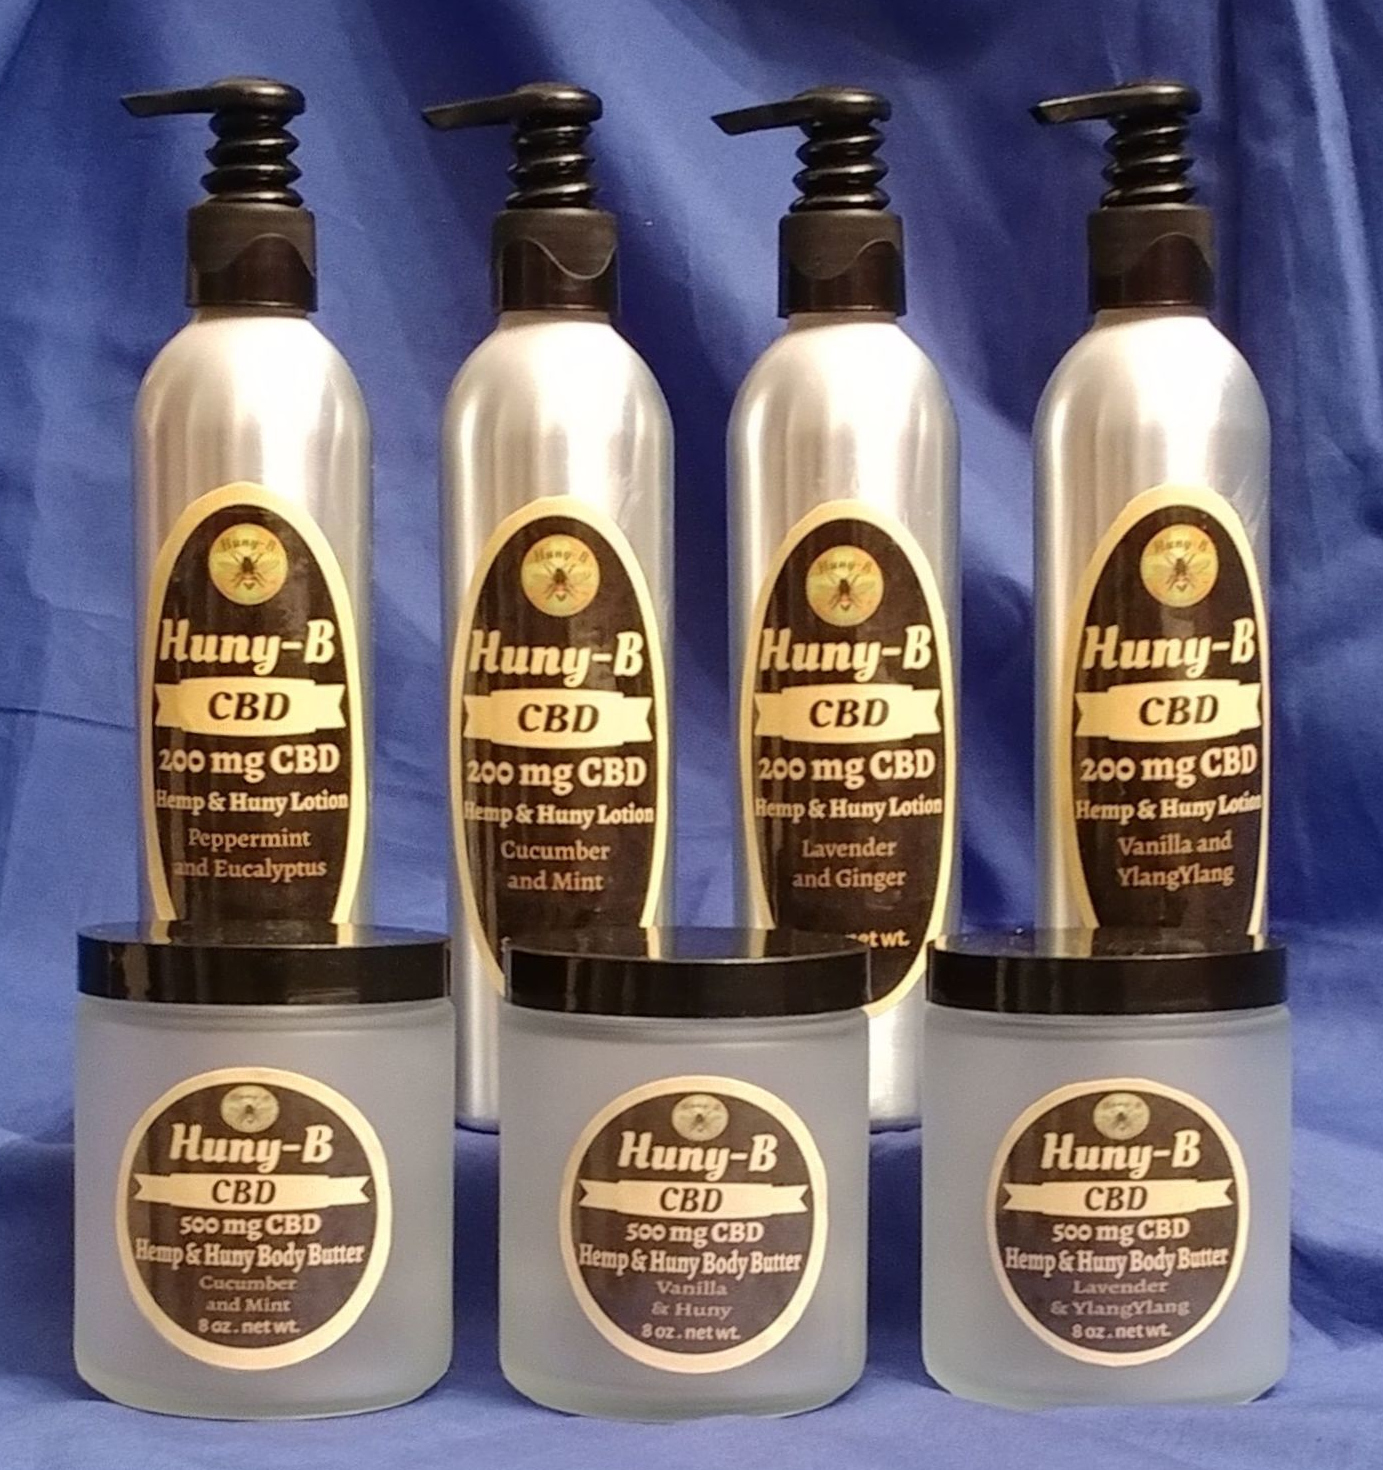 Huny-B
Huny-B
CBD
200 mg CBD
Hemp & Huny Lotion
Peppermint
and Eucalyptus
Huny-B
Huny-B
CBD
200 mg CBD
Hemp & Huny Lotion
Cucumber
and Mint
Huny-B
Huny-B
CBD
200 mg CBD
Hemp & Huny Lotion
Lavender
and Ginger
net wt.
Huny-B
Huny-B
CBD
200 mg CBD
Hemp & Huny Lotion
Vanilla and
YlangYlang
Huny-B
CBD
500 mg CBD
Hemp & Huny Body Butter
Cucumber
and Mint
8 oz. net wt.
Huny-B
CBD
500 mg CBD
Hemp & Huny Body Butter
Vanilla
& Huny
8 oz. net wt.
Huny-B
CBD
500 mg CBD
Hemp & Huny Body Butter
Lavender
& YlangYlang
8 oz. net wt.